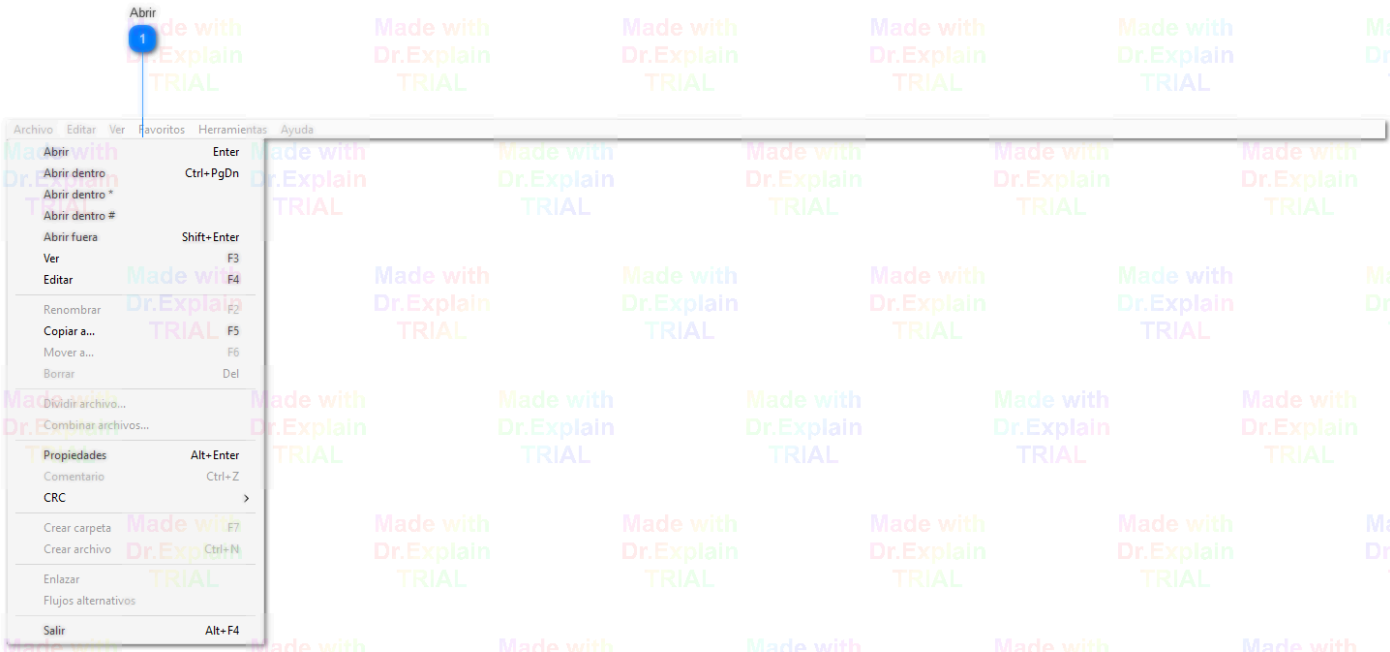 Abrir
1
Archivo Editar Ver Favoritos Herramientas Ayuda
Abrir Enter
Abrir dentro Ctrl+PgDn
Abrir dentro *
Abrir dentro #
Abrir fuera Shift+Enter
Ver F3
Editar F4
Renombrar F2
Copiar a... F5
Mover a... F6
Borrar Del
Dividir archivo...
Combinar archivos...
Propiedades Alt+Enter
Comentario Ctrl+Z
CRC >
Crear carpeta F7
Crear archivo Ctrl+N
Enlazar
Flujos alternativos
Salir Alt+F4
Made with
Dr.Explain
TRIAL